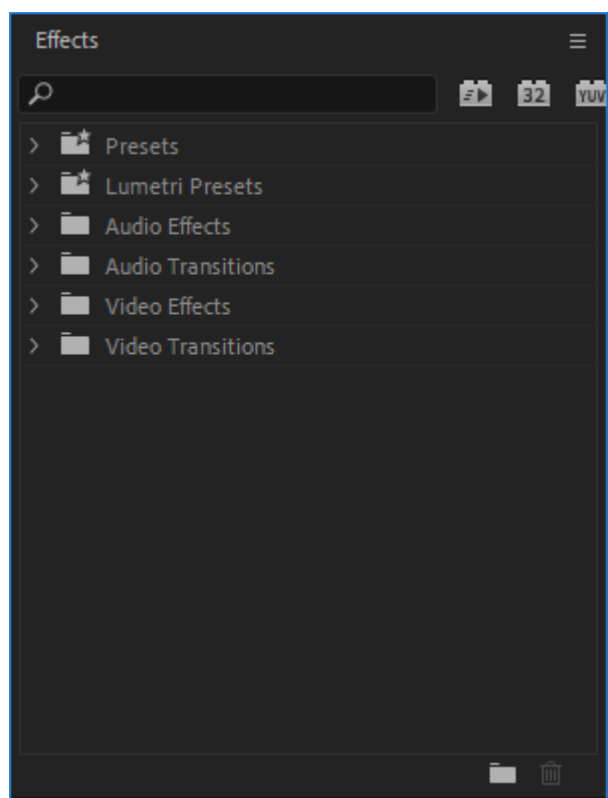 Effects
32 YUV
Presets
Lumetri Presets
Audio Effects
Audio Transitions
Video Effects
Video Transitions